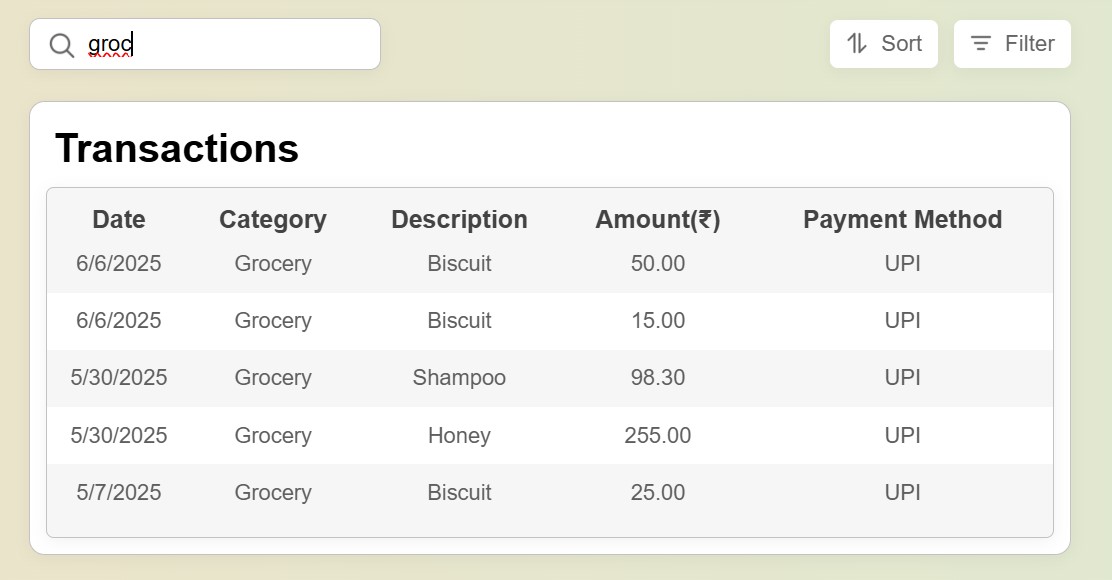 groc Sort Filter
Transactions
Date Category Description Amount(₹) Payment Method
6/6/2025 Grocery Biscuit 50.00 UPI
6/6/2025 Grocery Biscuit 15.00 UPI
5/30/2025 Grocery Shampoo 98.30 UPI
5/30/2025 Grocery Honey 255.00 UPI
5/7/2025 Grocery Biscuit 25.00 UPI